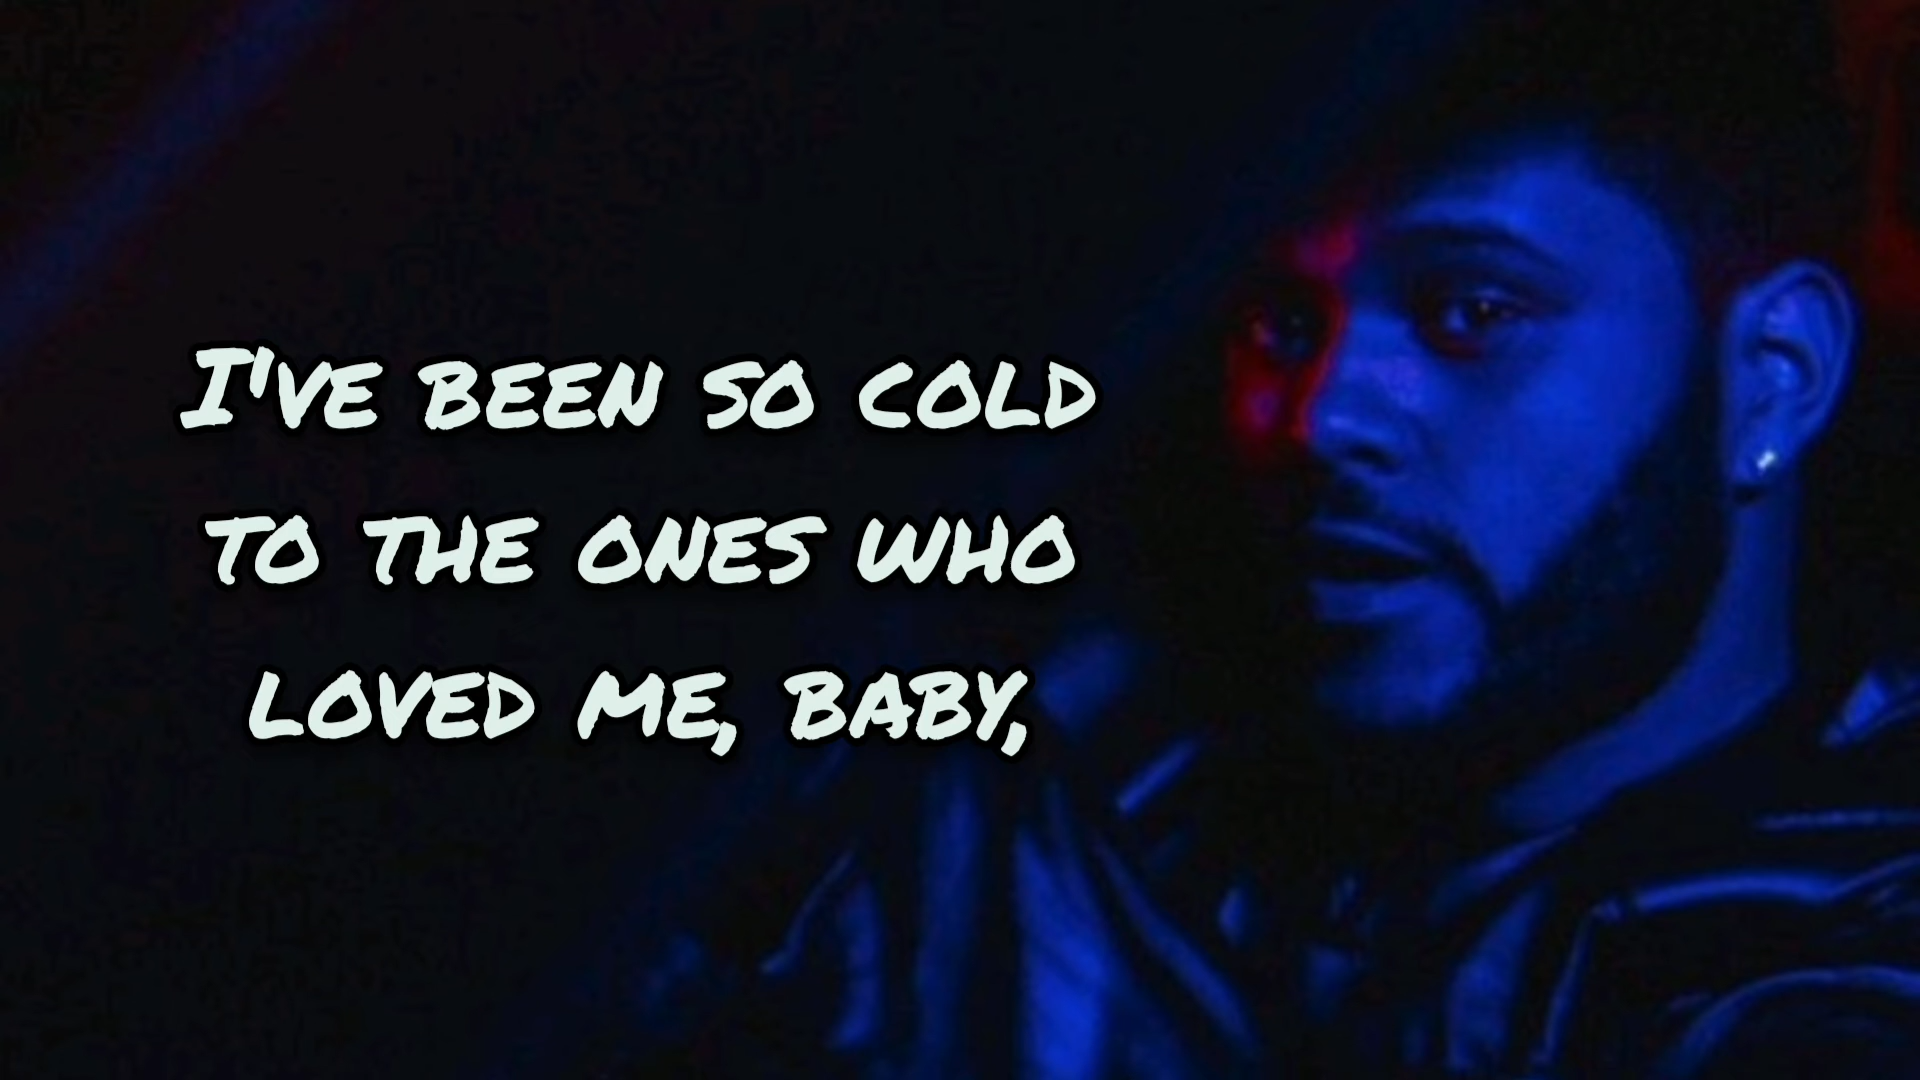 I'VE BEEN SO COLD
TO THE ONES WHO
LOVED ME, BABY,